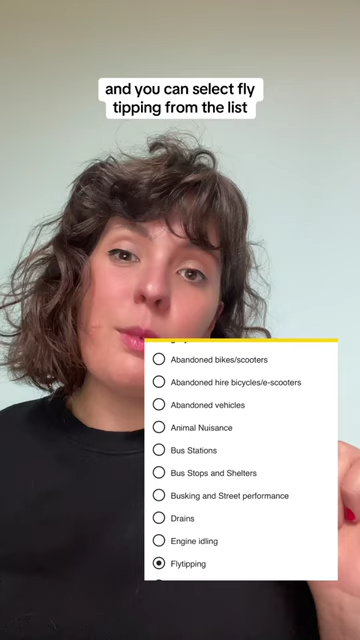 and you can select fly
tipping from the list
Abandoned bikes/scooters
Abandoned hire bicycles/e-scooters
Abandoned vehicles
Animal Nuisance
Bus Stations
Bus Stops and Shelters
Busking and Street performance
Drains
Engine idling
Flytipping